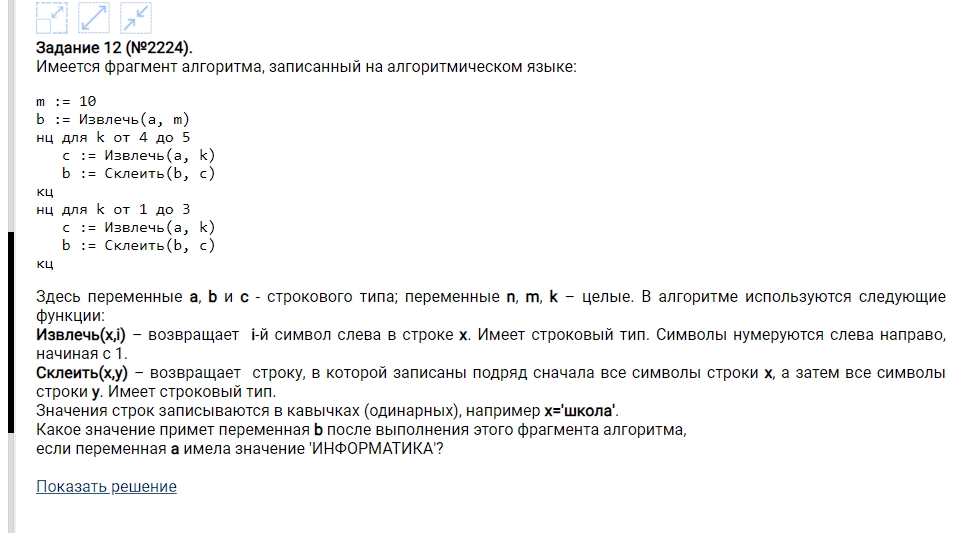 Задание 12 (№2224).
Имеется фрагмент алгоритма, записанный на алгоритмическом языке:
m := 10
b := Извлечь(a, m)
нц для k от 4 до 5
c := Извлечь(a, k)
b := Склеить(b, c)
кц
нц для k от 1 до 3
c := Извлечь(a, k)
b := Склеить(b, c)
кц
Здесь переменные a, b и c - строкового типа; переменные n, m, k – целые. В алгоритме используются следующие
функции:
Извлечь(x,i) – возвращает i-й символ слева в строке x. Имеет строковый тип. Символы нумеруются слева направо,
начиная с 1.
Склеить(x,y) – возвращает строку, в которой записаны подряд сначала все символы строки x, а затем все символы
строки y. Имеет строковый тип.
Значения строк записываются в кавычках (одинарных), например x='школа'.
Какое значение примет переменная b после выполнения этого фрагмента алгоритма,
если переменная a имела значение 'ИНФОРМАТИКА'?
Показать решение